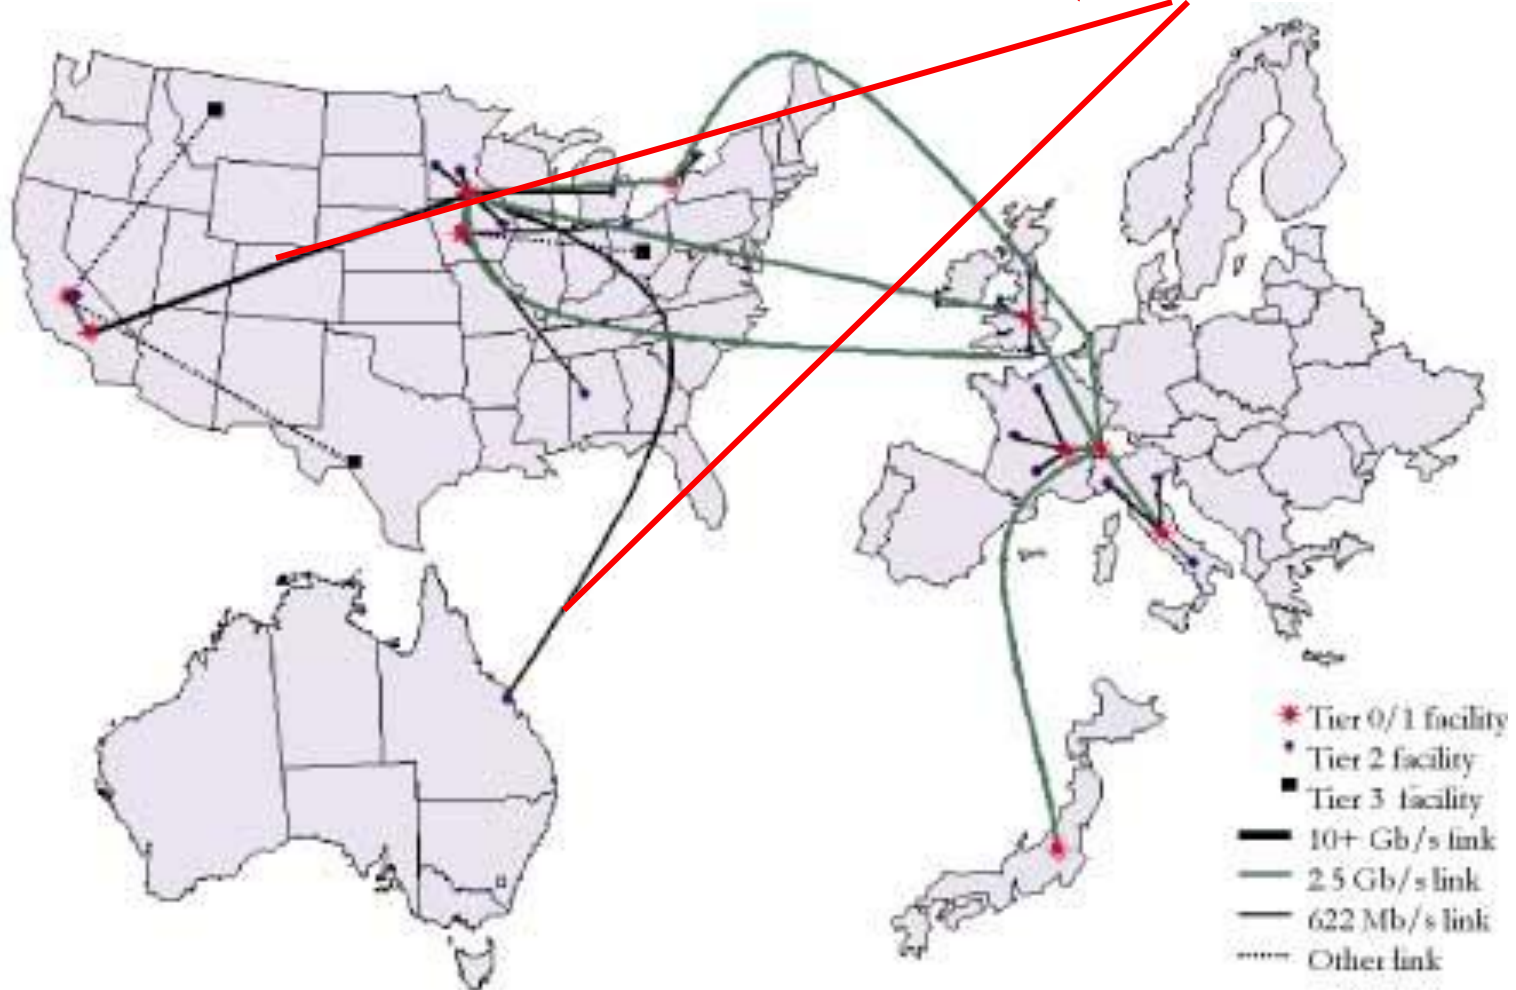 Tier 0/1 facility
Tier 2 facility
Tier 3 facility
10+ Gb/s link
2.5 Gb/s link
622 Mb/s link
Other link